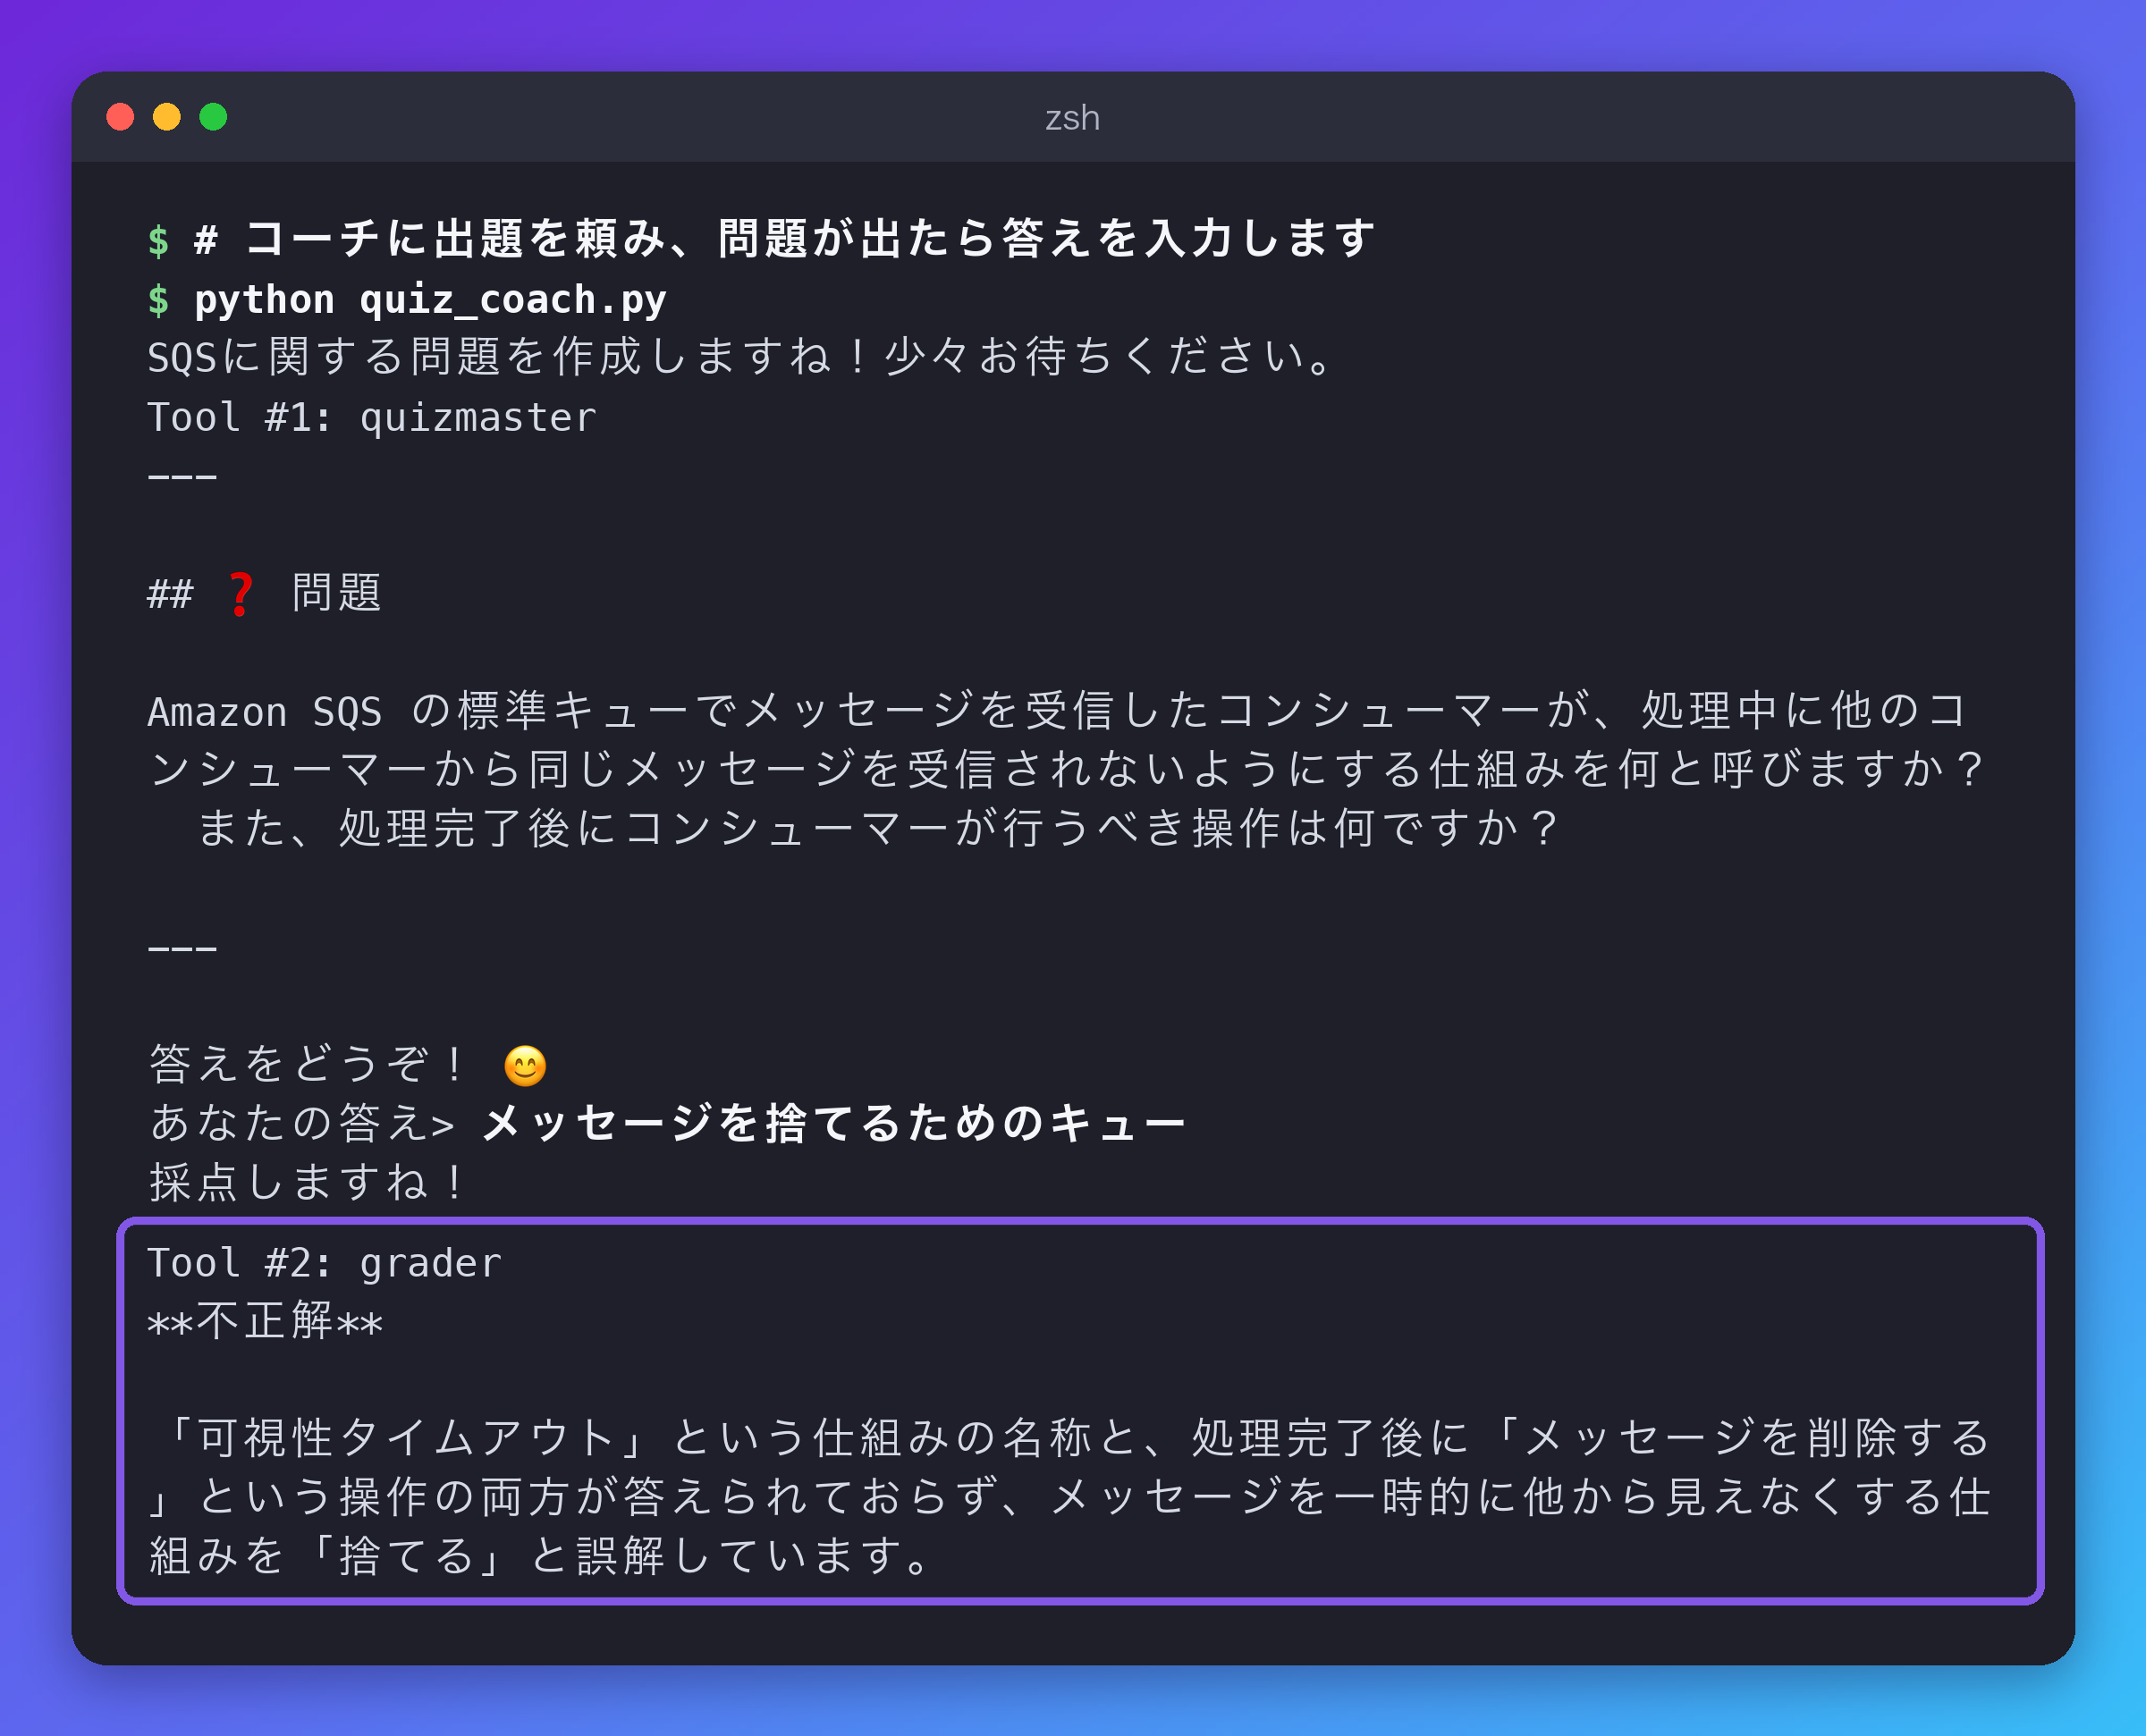 zsh
$ # コーチに出題を頼み、問題が出たら答えを入力します
$ python quiz_coach.py
SQSに関する問題を作成しますね！少々お待ちください。
Tool #1: quizmaster
---
## ❓ 問題
Amazon SQS の標準キューでメッセージを受信したコンシューマーが、処理中に他のコ
ンシューマーから同じメッセージを受信されないようにする仕組みを何と呼びますか？
また、処理完了後にコンシューマーが行うべき操作は何ですか？
---
答えをどうぞ！ 😊
あなたの答え> メッセージを捨てるためのキュー
採点しますね！
Tool #2: grader
**不正解**
「可視性タイムアウト」という仕組みの名称と、処理完了後に「メッセージを削除する
」という操作の両方が答えられておらず、メッセージを一時的に他から見えなくする仕
組みを「捨てる」と誤解しています。